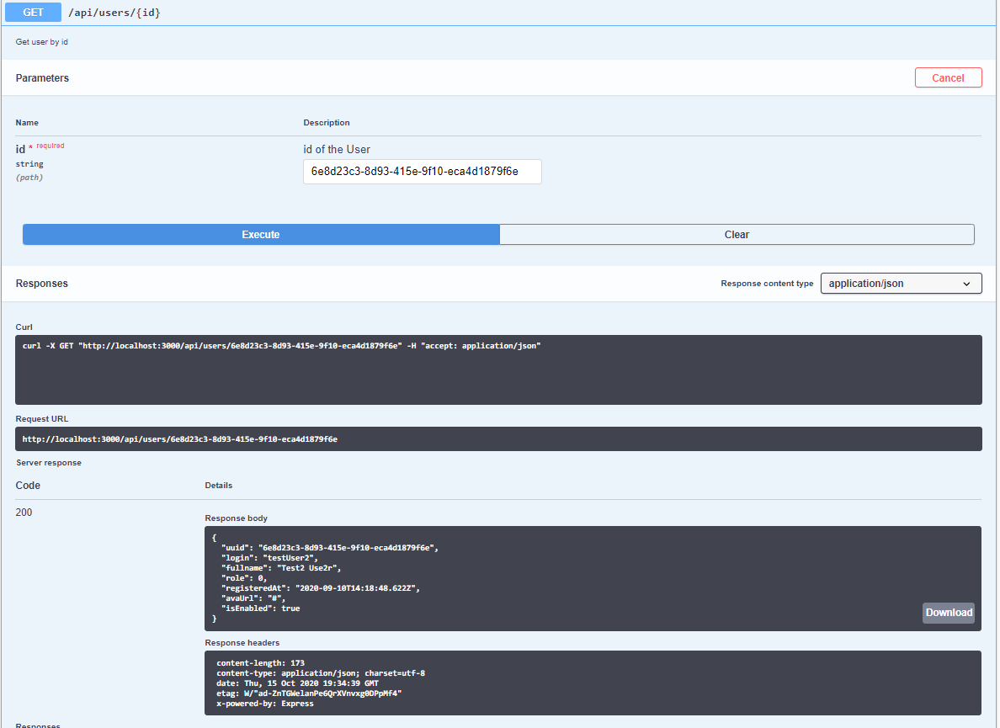 GET /api/users/{id}
Get user by id
Parameters Cancel
Name Description
id * required id of the User
string
(path)
6e8d23c3-8d93-415e-9f10-eca4d1879f6e
Execute Clear
Responses Response content type application/json
Curl
curl -X GET "http://localhost:3000/api/users/6e8d23c3-8d93-415e-9f10-eca4d1879f6e" -H "accept: application/json"
Request URL
http://localhost:3000/api/users/6e8d23c3-8d93-415e-9f10-eca4d1879f6e
Server response
Code Details
200
Response body
{
"uuid": "6e8d23c3-8d93-415e-9f10-eca4d1879f6e",
"login": "testUser2",
"fullname": "Test2 Use2r",
"role": 0,
"registeredAt": "2020-09-10T14:18:48.622Z",
"avaUrl": "#",
"isEnabled": true
}
Download
Response headers
content-length: 173
content-type: application/json; charset=utf-8
date: Thu, 15 Oct 2020 19:34:39 GMT
etag: W/"ad-ZnTGWelanPe6QrXVnvxg0DPpMf4"
x-powered-by: Express
Responses